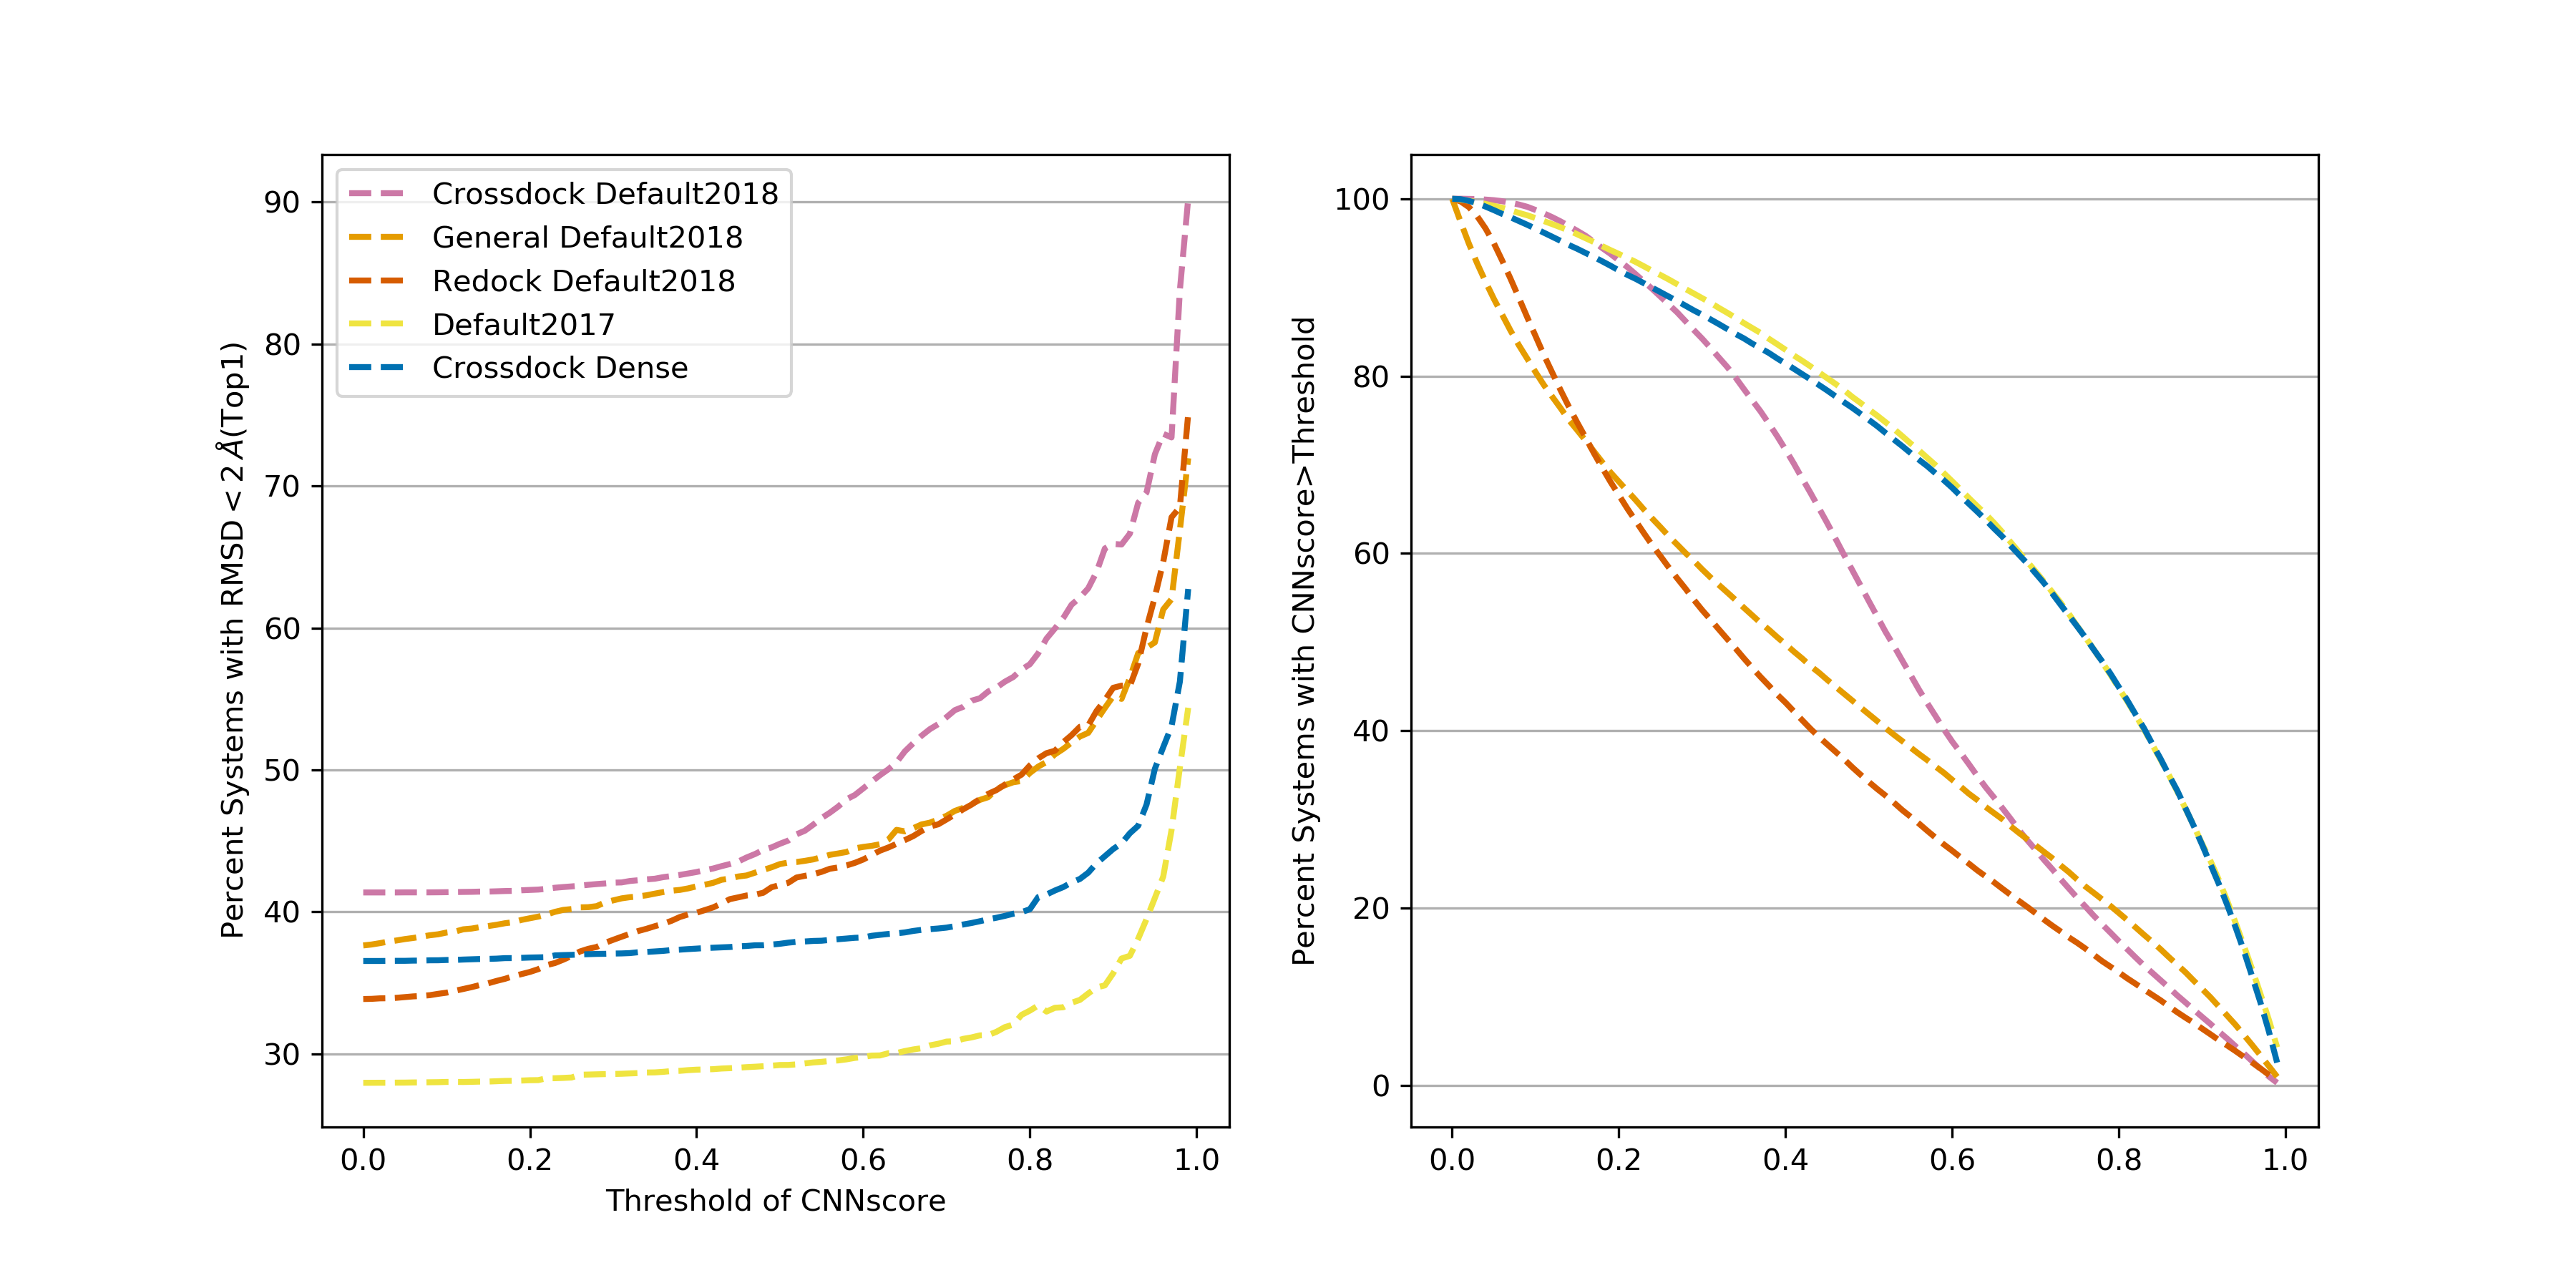 Percent Systems with RMSD < 2 Å(Top1)
90
80
70
60
50
40
30
Crossdock Default2018
General Default2018
Redock Default2018
Default2017
Crossdock Dense
0.0 0.2 0.4 0.6 0.8 1.0
Threshold of CNNscore
Percent Systems with CNNscore>Threshold
100
80
60
40
20
0
0.0 0.2 0.4 0.6 0.8 1.0